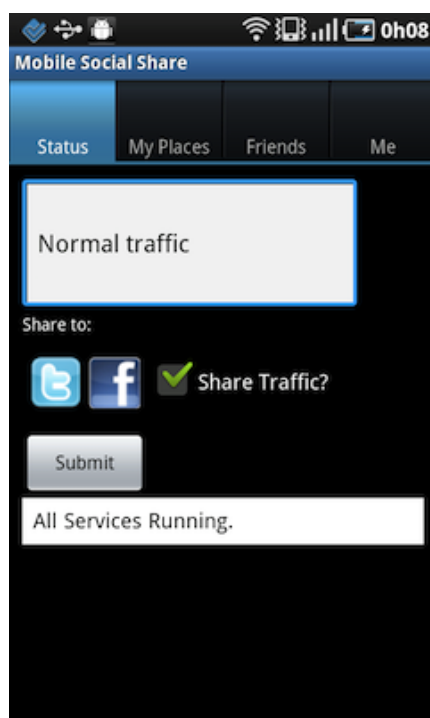 0h08
Mobile Social Share
Status My Places Friends Me
Normal traffic
Share to:
Share Traffic?
Submit
All Services Running.